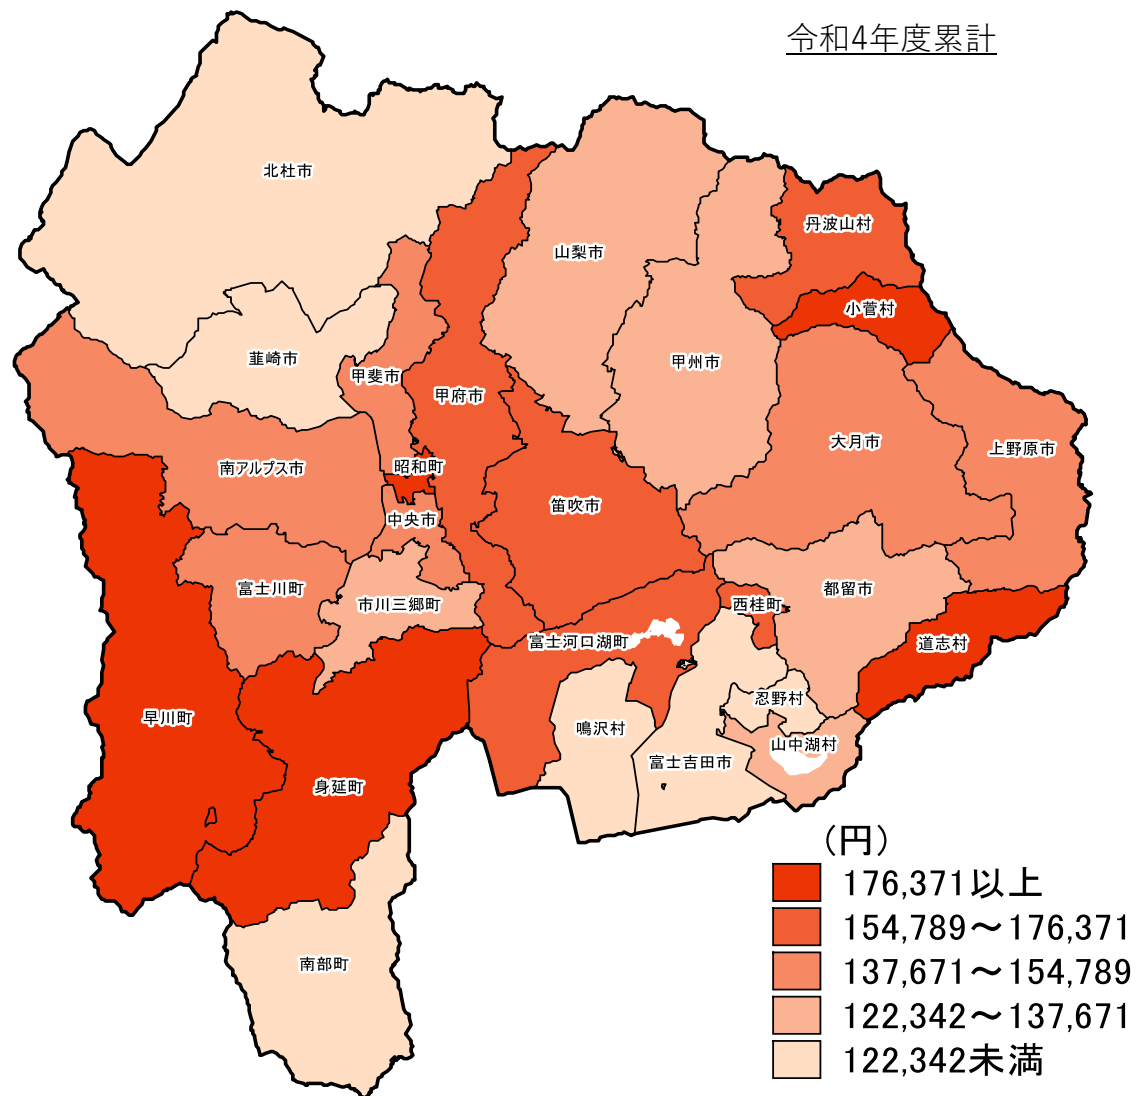 令和4年度累計
北杜市
丹波山村
山梨市
小菅村
韮崎市
甲州市
甲斐市
甲府市
大月市
上野原市
南アルプス市
昭和町
笛吹市
中央市
富士川町
都留市
市川三郷町
西桂町
富士河口湖町
道志村
忍野村
早川町
鳴沢村
山中湖村
富士吉田市
身延町
南部町
(円)
176,371以上
154,789～176,371
137,671～154,789
122,342～137,671
122,342未満